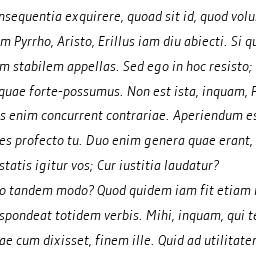 nsequentia exquirere, quoad sit id, quod volu
m Pyrrho, Aristo, Erillus iam diu abiecti. Si qu
m stabilem appellas. Sed ego in hoc resisto;
quae forte-possumus. Non est ista, inquam, P
s enim concurrent contrariae. Aperiendum es
es profecto tu. Duo enim genera quae erant,
statis igitur vos; Cur iustitia laudatur?
o tandem modo? Quod quidem iam fit etiam i
spondeat totidem verbis. Mihi, inquam, qui te
ae cum dixisset, finem ille. Quid ad utilitatem